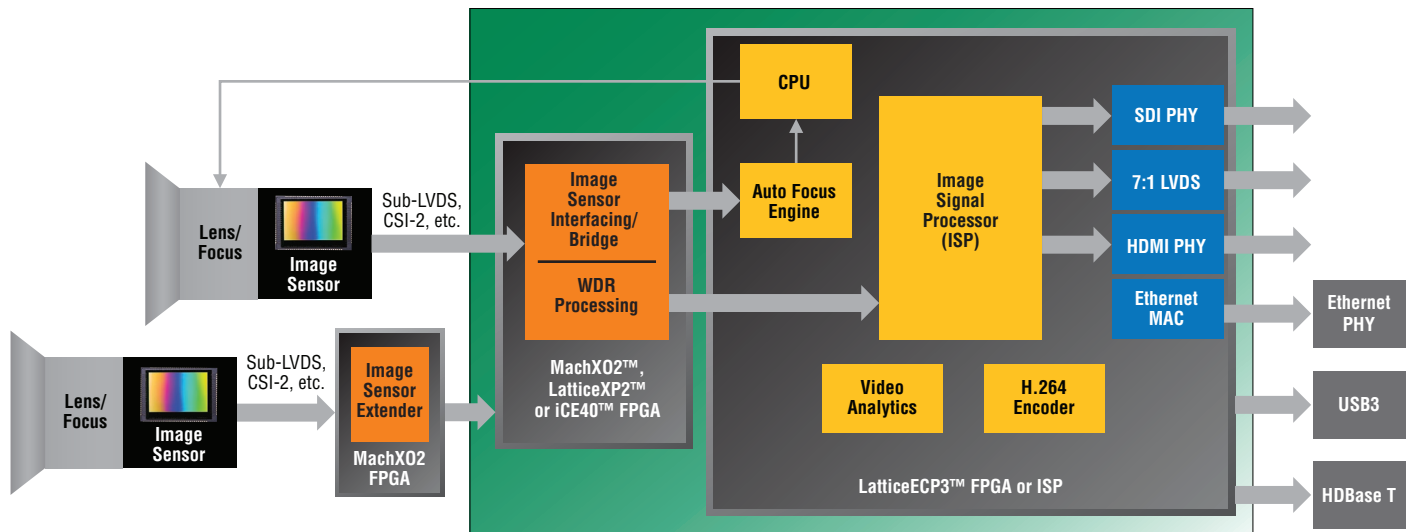 CPU
SDI PHY
Image
Sensor
Interfacing/
Bridge
WDR
Processing
Auto Focus
Engine
Image
Signal
Processor
(ISP)
7:1 LVDS
HDMI PHY
Ethernet
MAC
Ethernet
PHY
Sub-LVDS,
CSI-2, etc.
Lens/
Focus
Image
Sensor
MachXO2™,
LatticeXP2™
or iCE40™ FPGA
Sub-LVDS,
CSI-2, etc.
Lens/
Focus
Image
Sensor
Image
Sensor
Extender
MachXO2
FPGA
Video
Analytics
H.264
Encoder
USB3
LatticeECP3™ FPGA or ISP
HDBase T